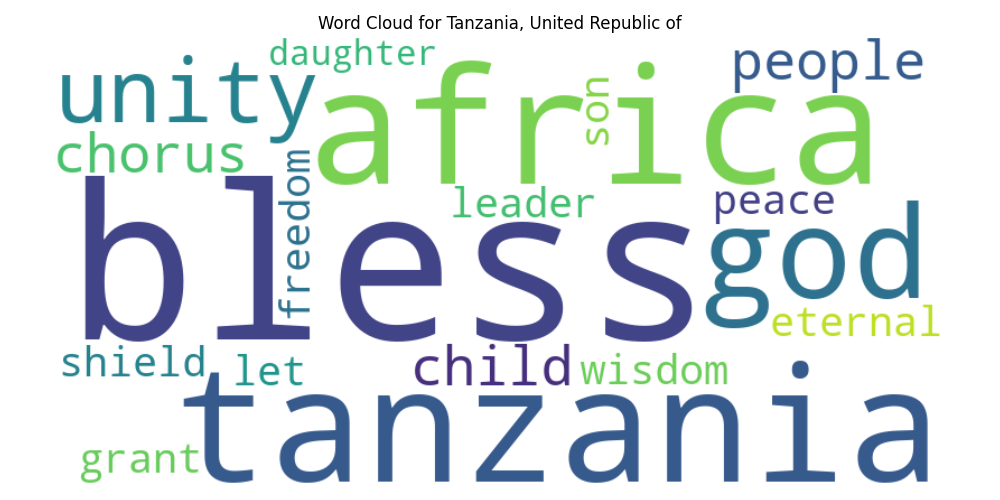 Word Cloud for Tanzania, United Republic of
daughter
people
unity
africa
son
chorus
freedom
leader
peace
bless
god
eternal
shield
let
child
wisdom
tanzania
grant